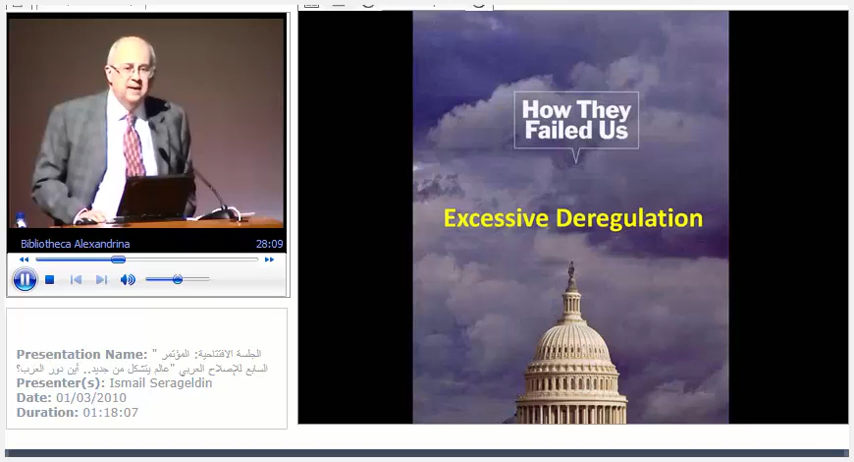 Bibliotheca Alexandrina 28:09
Presentation Name: " الجلسة الافتتاحية: المؤتمر
السابع للإصلاح العربي "عالم يتشكل من جديد.. أين دور العرب؟
Presenter(s): Ismail Serageldin
Date: 01/03/2010
Duration: 01:18:07
How They
Failed Us
Excessive Deregulation